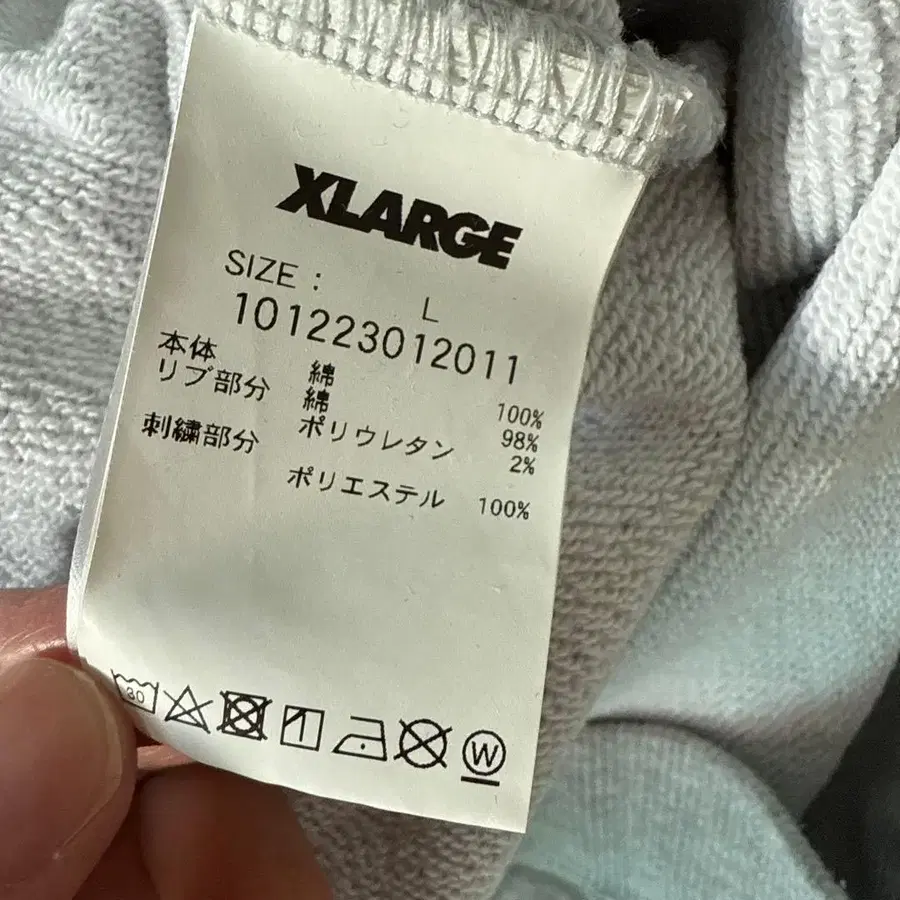 XLARGE
SIZE : L
101223012011
本体 綿 100%
リブ部分 綿 98%
ポリウレタン 2%
刺繍部分
ポリエステル 100%
30
W